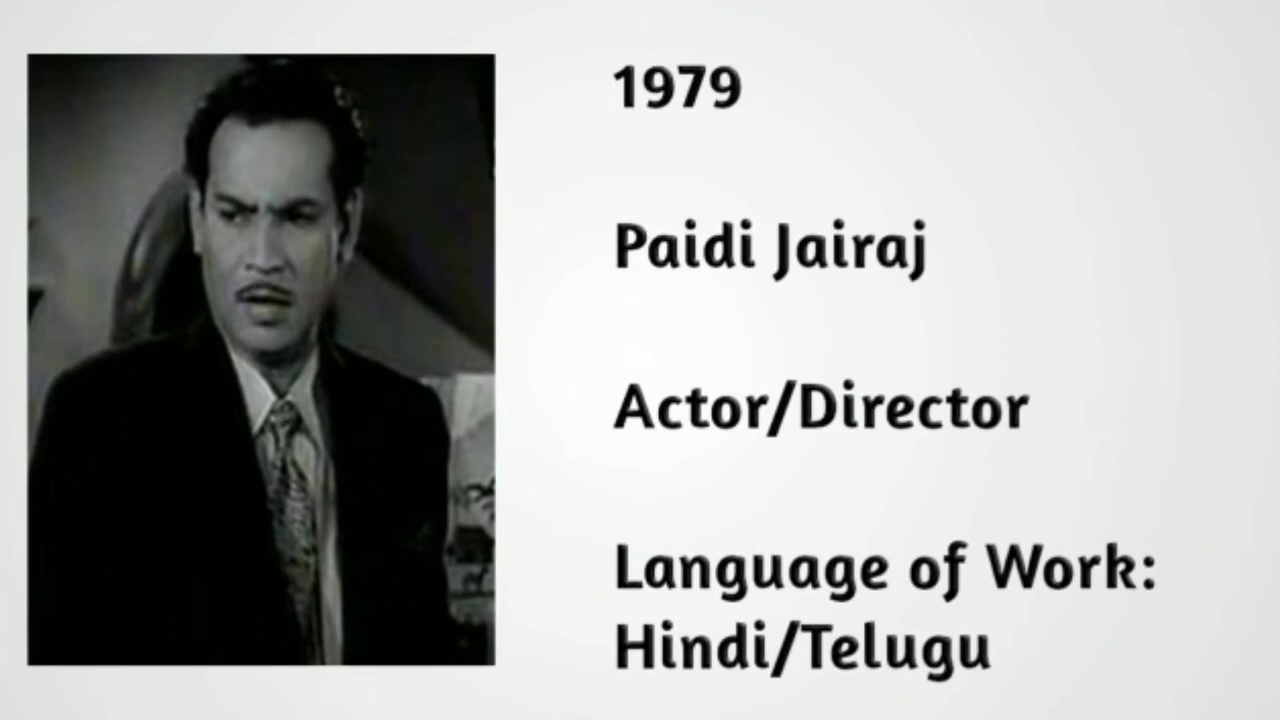 1979
Paidi Jairaj
Actor/Director
Language of Work:
Hindi/Telugu